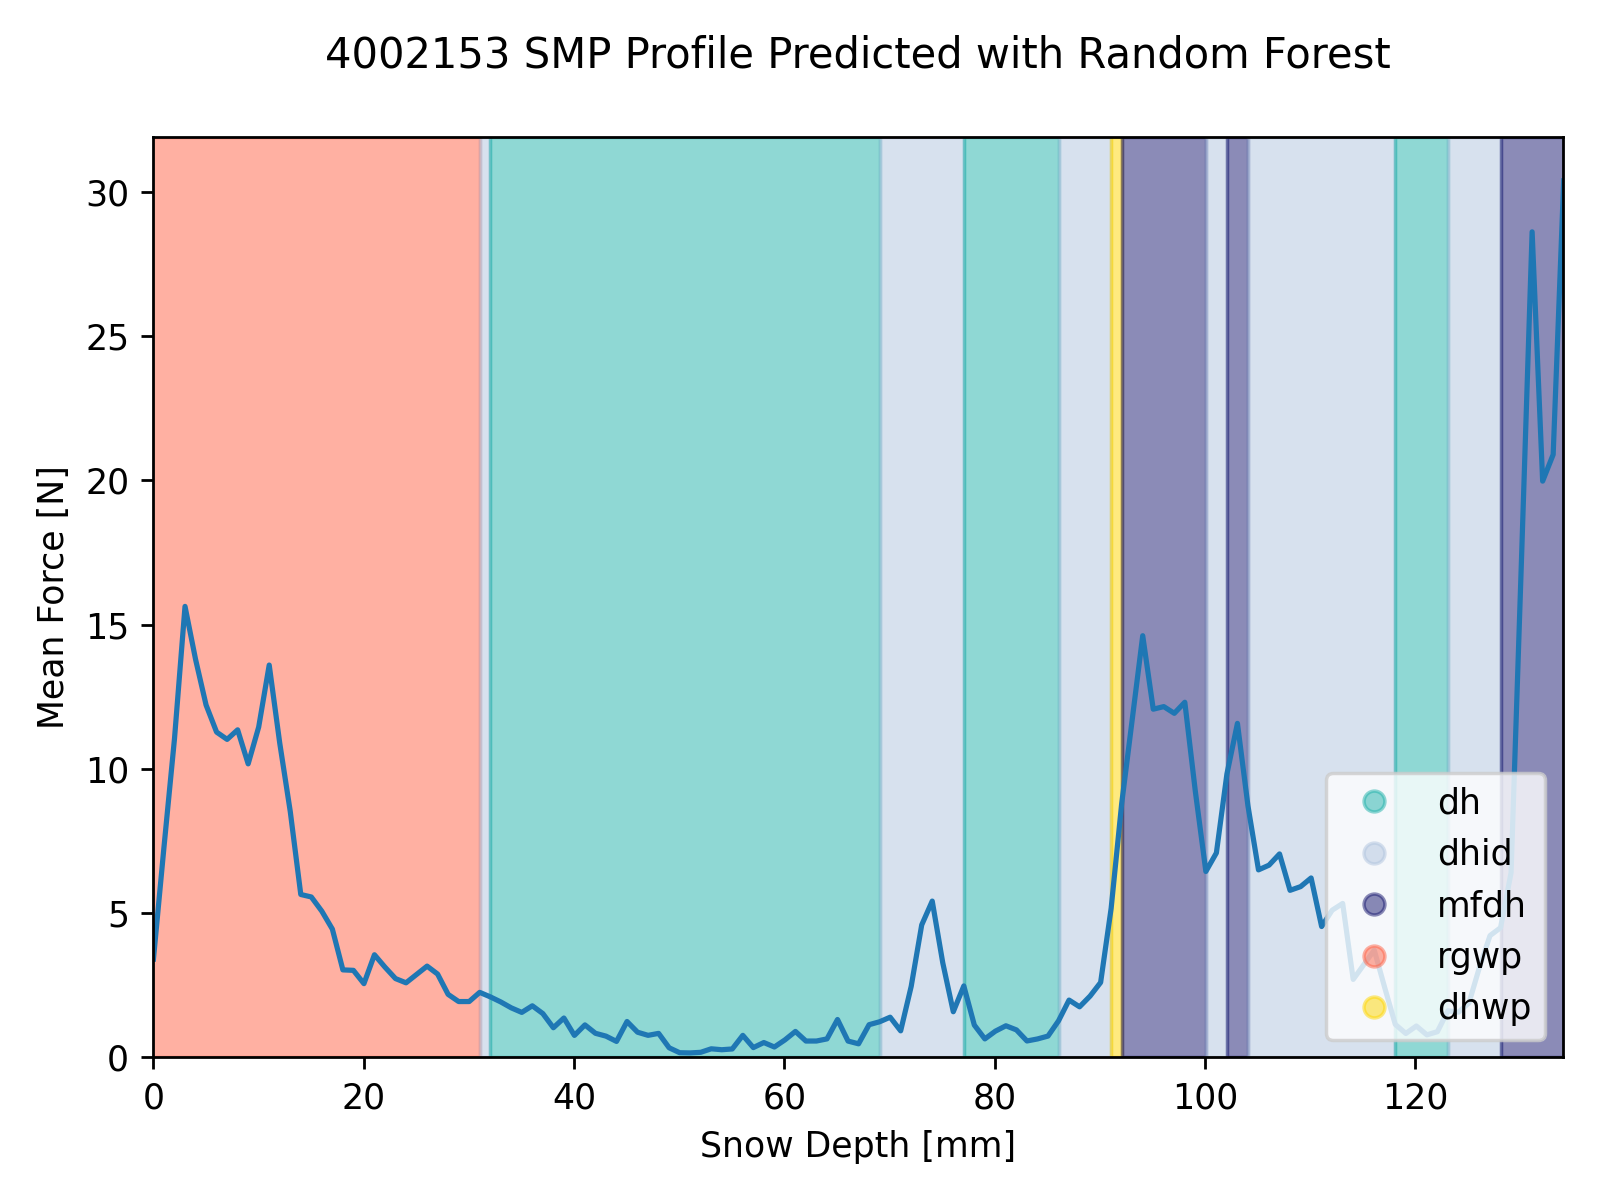 4002153 SMP Profile Predicted with Random Forest
30
25
20
15
10
5
0
Mean Force [N]
dh
dhid
mfdh
rgwp
dhwp
0 20 40 60 80 100 120
Snow Depth [mm]